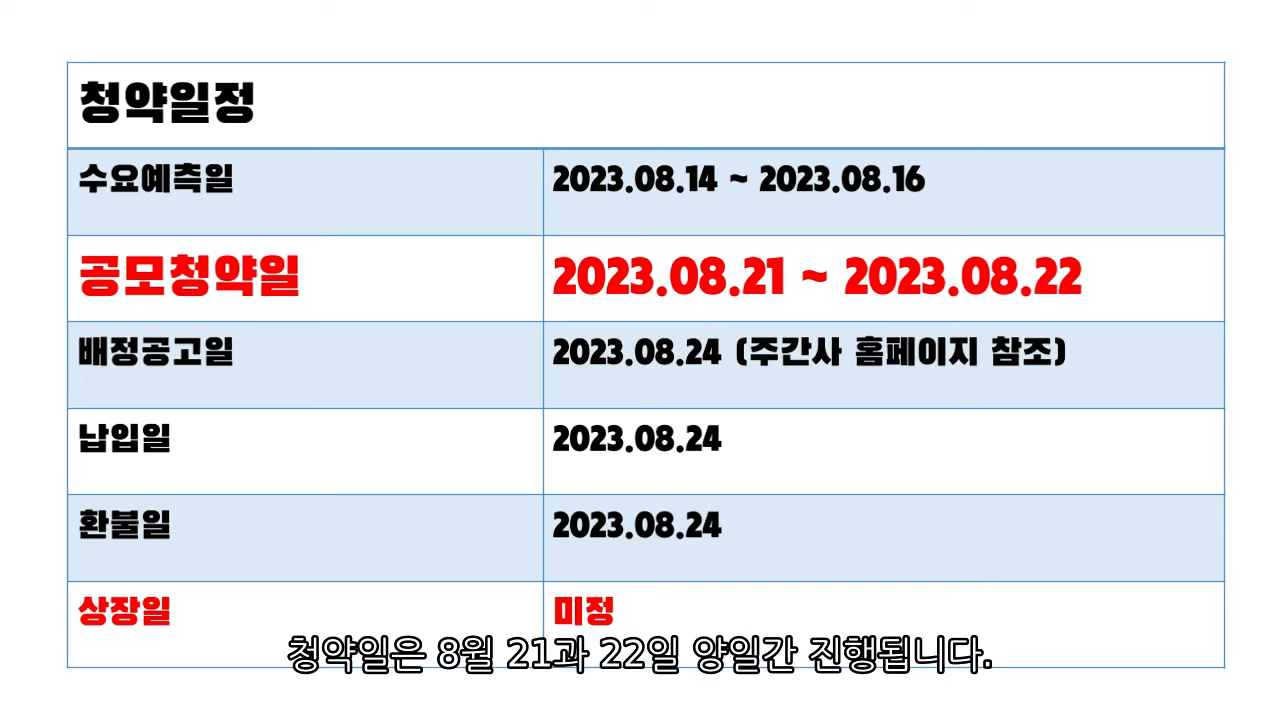 청약일정
수요예측일 2023.08.14 ~ 2023.08.16
공모청약일 2023.08.21 ~ 2023.08.22
배정공고일 2023.08.24 (주간사 홈페이지 참조)
납입일 2023.08.24
환불일 2023.08.24
상장일 미정
청약일은 8월 21과 22일 양일간 진행됩니다.